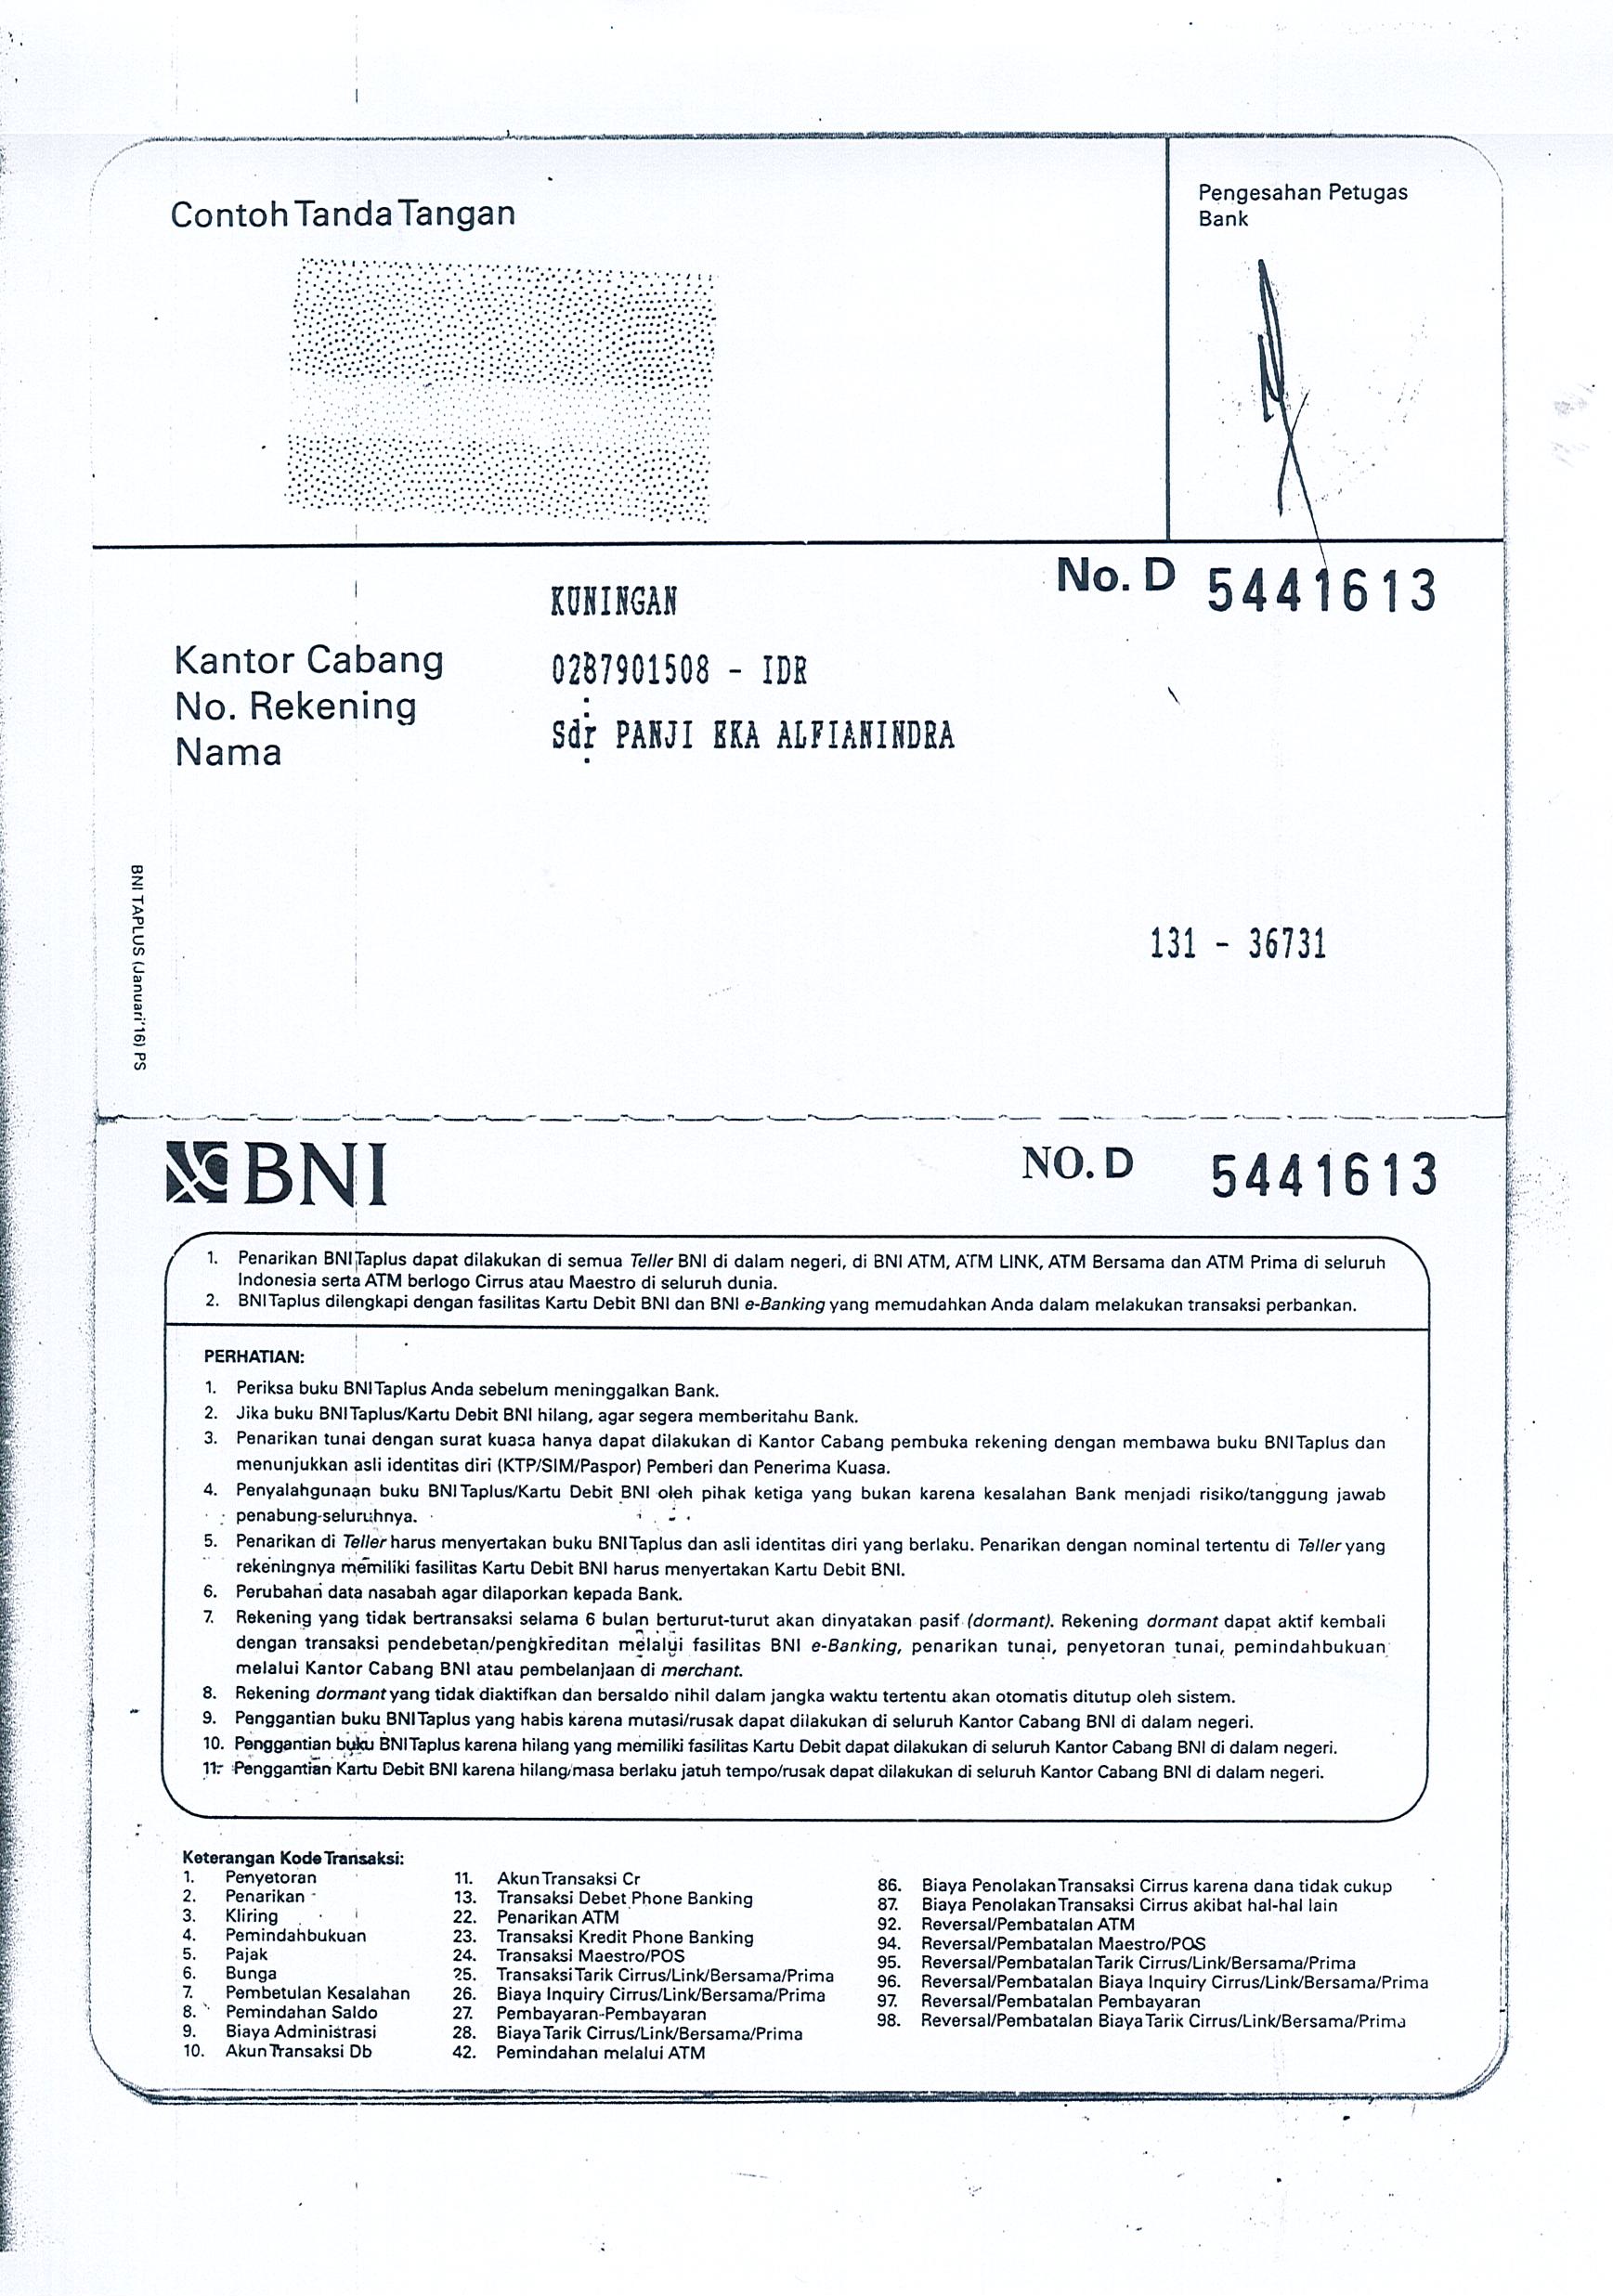 Contoh Tanda Tangan
Pengesahan Petugas
Bank
No. D 5441613
KUNINGAN
Kantor Cabang
0287901508 - IDR
No. Rekening :
Sdr PANJI EKA ALFIANINDRA
Nama :
131 - 36731
BNI TAPLUS (Januari'16) PS
BNI
NO. D 5441613
1. Penarikan BNI Taplus dapat dilakukan di semua Teller BNI di dalam negeri, di BNI ATM, ATM LINK, ATM Bersama dan ATM Prima di seluruh
Indonesia serta ATM berlogo Cirrus atau Maestro di seluruh dunia.
2. BNI Taplus dilengkapi dengan fasilitas Kartu Debit BNI dan BNI e-Banking yang memudahkan Anda dalam melakukan transaksi perbankan.
PERHATIAN:
1. Periksa buku BNI Taplus Anda sebelum meninggalkan Bank.
2. Jika buku BNI Taplus/Kartu Debit BNI hilang, agar segera memberitahu Bank.
3. Penarikan tunai dengan surat kuasa hanya dapat dilakukan di Kantor Cabang pembuka rekening dengan membawa buku BNI Taplus dan
menunjukkan asli identitas diri (KTP/SIM/Paspor) Pemberi dan Penerima Kuasa.
4. Penyalahgunaan buku BNI Taplus/Kartu Debit BNI oleh pihak ketiga yang bukan karena kesalahan Bank menjadi risiko/tanggung jawab
penabung seluruhnya.
5. Penarikan di Teller harus menyertakan buku BNI Taplus dan asli identitas diri yang berlaku. Penarikan dengan nominal tertentu di Teller yang
rekeningnya memiliki fasilitas Kartu Debit BNI harus menyertakan Kartu Debit BNI.
6. Perubahan data nasabah agar dilaporkan kepada Bank.
7. Rekening yang tidak bertransaksi selama 6 bulan berturut-turut akan dinyatakan pasif (dormant). Rekening dormant dapat aktif kembali
dengan transaksi pendebetan/pengkreditan melalui fasilitas BNI e-Banking, penarikan tunai, penyetoran tunai, pemindahbukuan
melalui Kantor Cabang BNI atau pembelanjaan di merchant.
8. Rekening dormant yang tidak diaktifkan dan bersaldo nihil dalam jangka waktu tertentu akan otomatis ditutup oleh sistem.
9. Penggantian buku BNI Taplus yang habis karena mutasi/rusak dapat dilakukan di seluruh Kantor Cabang BNI di dalam negeri.
10. Penggantian buku BNI Taplus karena hilang yang memiliki fasilitas Kartu Debit dapat dilakukan di seluruh Kantor Cabang BNI di dalam negeri.
11. Penggantian Kartu Debit BNI karena hilang/masa berlaku jatuh tempo/rusak dapat dilakukan di seluruh Kantor Cabang BNI di dalam negeri.
Keterangan Kode Transaksi:
1. Penyetoran
2. Penarikan
3. Kliring
4. Pemindahbukuan
5. Pajak
6. Bunga
7. Pembetulan Kesalahan
8. Pemindahan Saldo
9. Biaya Administrasi
10. Akun Transaksi Db
11. Akun Transaksi Cr
13. Transaksi Debet Phone Banking
22. Penarikan ATM
23. Transaksi Kredit Phone Banking
24. Transaksi Maestro/POS
25. Transaksi Tarik Cirrus/Link/Bersama/Prima
26. Biaya Inquiry Cirrus/Link/Bersama/Prima
27. Pembayaran-Pembayaran
28. Biaya Tarik Cirrus/Link/Bersama/Prima
42. Pemindahan melalui ATM
86. Biaya Penolakan Transaksi Cirrus karena dana tidak cukup
87. Biaya Penolakan Transaksi Cirrus akibat hal-hal lain
92. Reversal/Pembatalan ATM
94. Reversal/Pembatalan Maestro/POS
95. Reversal/Pembatalan Tarik Cirrus/Link/Bersama/Prima
96. Reversal/Pembatalan Biaya Inquiry Cirrus/Link/Bersama/Prima
97. Reversal/Pembatalan Pembayaran
98. Reversal/Pembatalan Biaya Tarik Cirrus/Link/Bersama/Prima